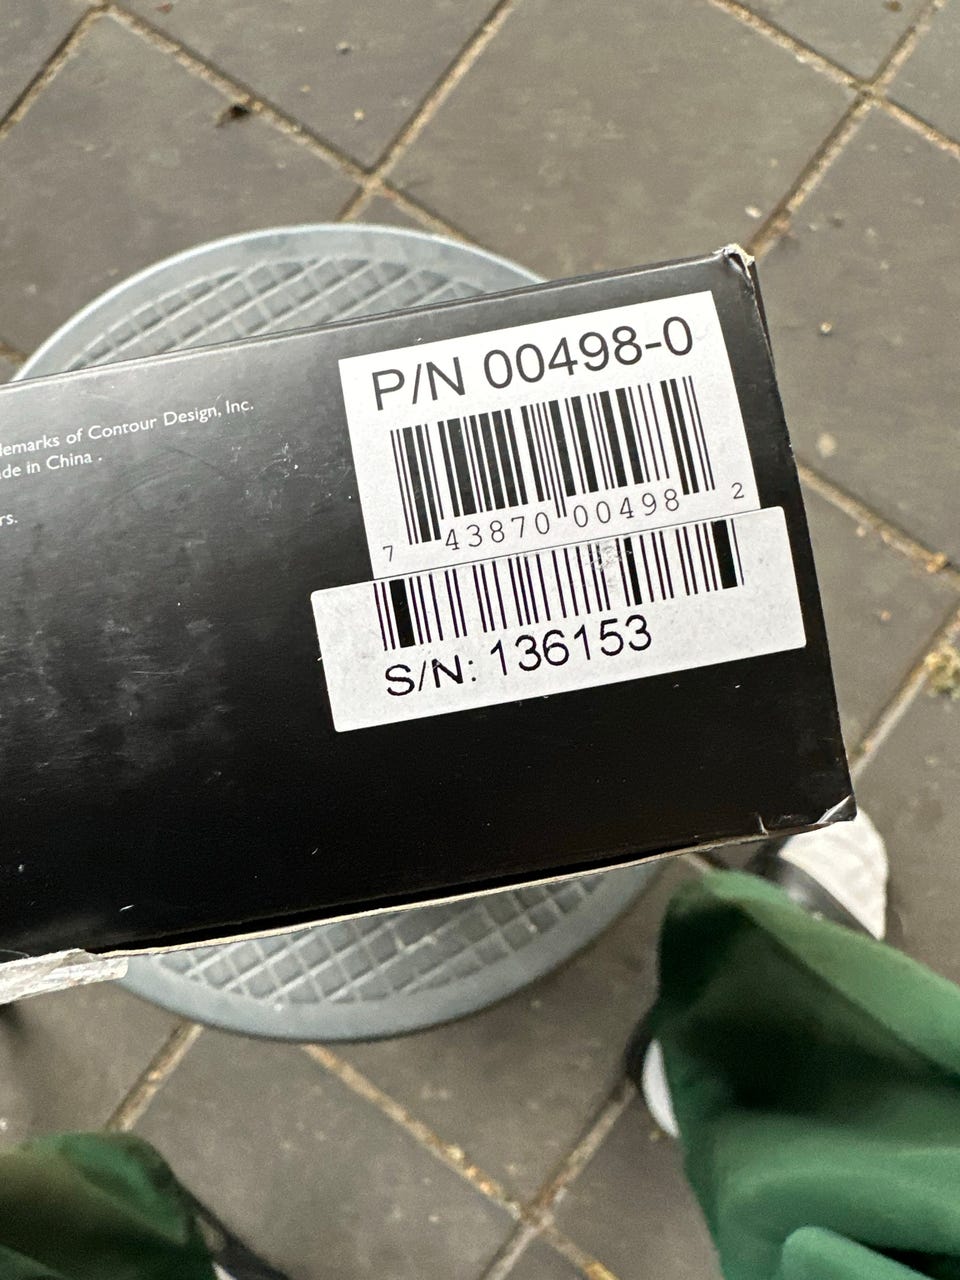 demarks of Contour Design, Inc.
de in China .
rs.
P/N 00498-0
7 43870 00498 2
S/N: 136153